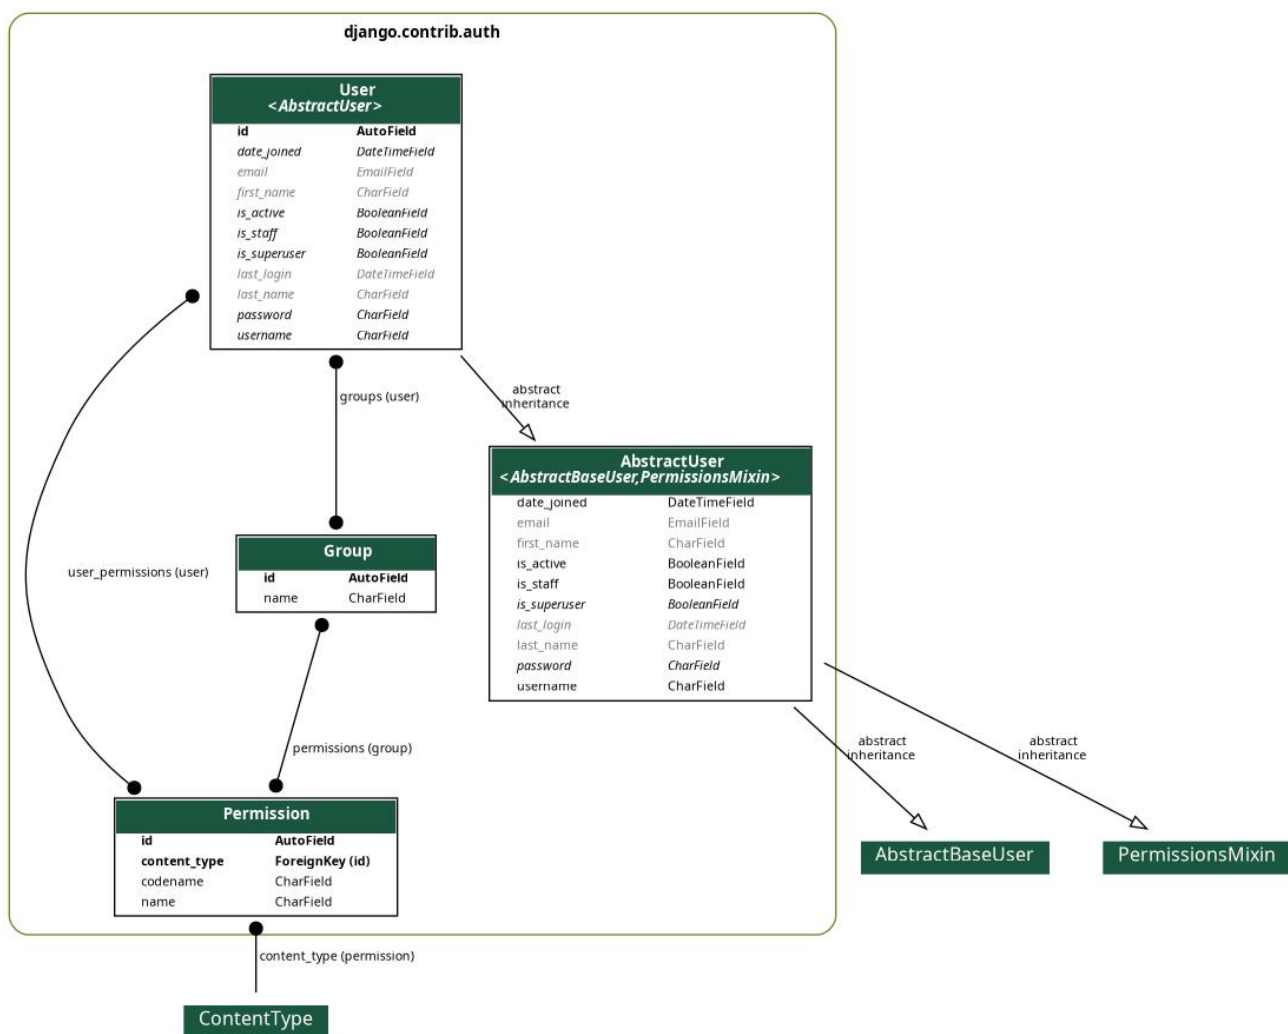 django.contrib.auth
User
<AbstractUser>
id AutoField
date_joined DateTimeField
email EmailField
first_name CharField
is_active BooleanField
is_staff BooleanField
is_superuser BooleanField
last_login DateTimeField
last_name CharField
password CharField
username CharField
groups (user)
abstract
inheritance
AbstractUser
<AbstractBaseUser,PermissionsMixin>
date_joined DateTimeField
email EmailField
first_name CharField
is_active BooleanField
is_staff BooleanField
is_superuser BooleanField
last_login DateTimeField
last_name CharField
password CharField
username CharField
Group
id AutoField
name CharField
user_permissions (user)
permissions (group)
abstract
inheritance
abstract
inheritance
Permission
id AutoField
content_type ForeignKey (id)
codename CharField
name CharField
AbstractBaseUser
PermissionsMixin
content_type (permission)
ContentType